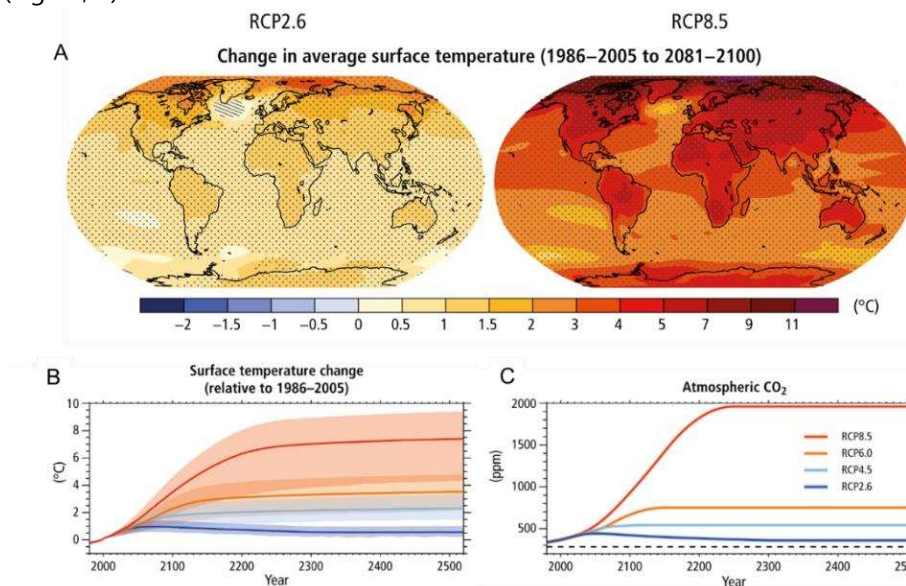 RCP2.6 RCP8.5
A Change in average surface temperature (1986–2005 to 2081–2100)
(°C)
−2 −1.5 −1 −0.5 0 0.5 1 1.5 2 3 4 5 7 9 11
B Surface temperature change
(relative to 1986–2005)
10
8
6
4
2
0
(°C)
2000 2100 2200 2300 2400 2500
Year
C Atmospheric CO₂
2000
1500
1000
500
(ppm)
RCP8.5
RCP6.0
RCP4.5
RCP2.6
2000 2100 2200 2300 2400
Year